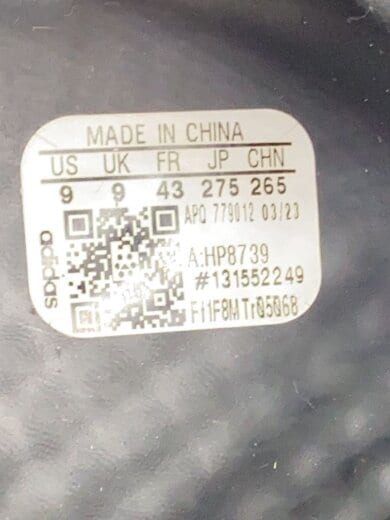 MADE IN CHINA
US UK FR JP CHN
9 9 43 275 265
APQ 779012 03/23
adidas
A:HP8739
#131552249